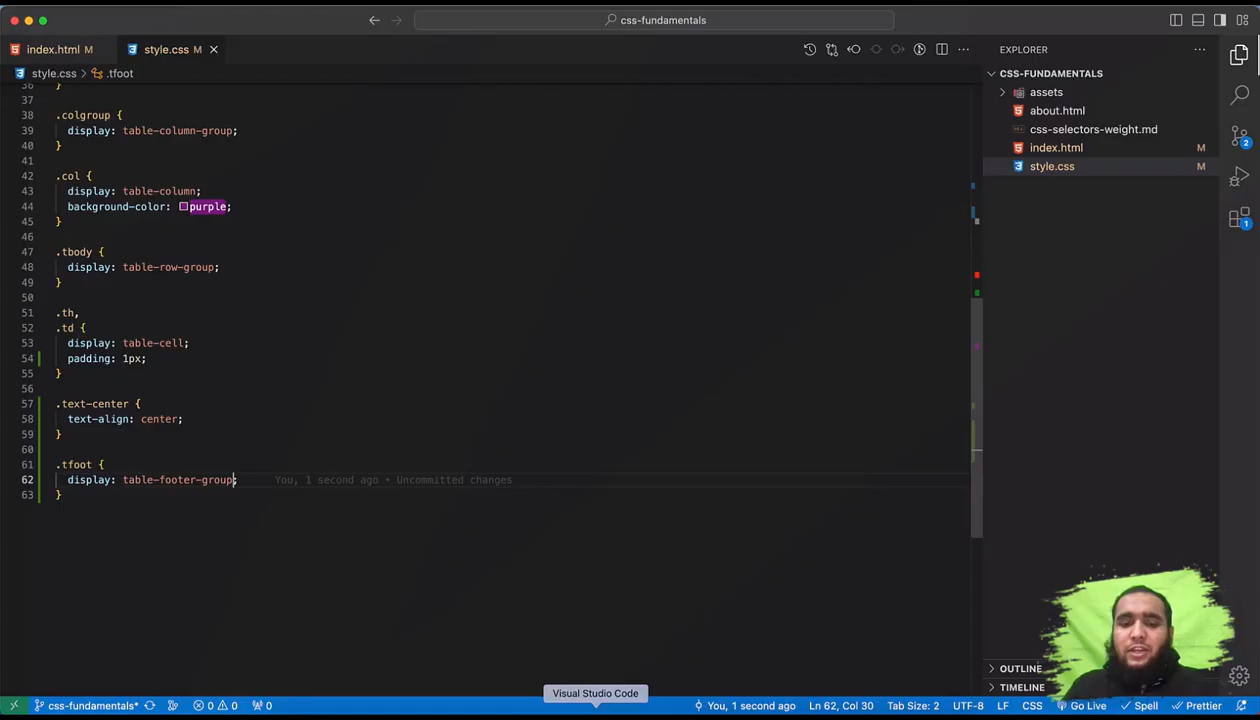 css-fundamentals
index.html M
style.css M
style.css > .tfoot
EXPLORER
CSS-FUNDAMENTALS
assets
about.html
css-selectors-weight.md
index.html M
style.css M
36 }
37
38 .colgroup {
39 display: table-column-group;
40 }
41
42 .col {
43 display: table-column;
44 background-color: purple;
45 }
46
47 .tbody {
48 display: table-row-group;
49 }
50
51 .th,
52 .td {
53 display: table-cell;
54 padding: 1px;
55 }
56
57 .text-center {
58 text-align: center;
59 }
60
61 .tfoot {
62 display: table-footer-group; You, 1 second ago • Uncommitted changes
63 }
2
1
OUTLINE
TIMELINE
Visual Studio Code
css-fundamentals* 0 0 0 You, 1 second ago Ln 62, Col 30 Tab Size: 2 UTF-8 LF CSS Go Live Spell Prettier